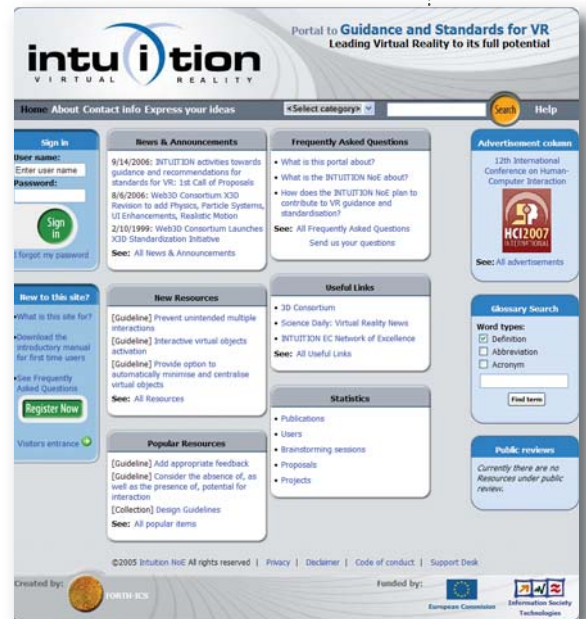 Portal to Guidance and Standards for VR
Leading Virtual Reality to its full potential
intuition
VIRTUAL REALITY
Home About Contact info Express your ideas
<Select category>
Search
Help
Sign in
User name:
Enter user name
Password:
Sign in
I forgot my password
New to this site?
•What is this site for?
•Download the
introductory manual
for first time users
•See Frequently
Asked Questions
Register Now
Visitors entrance
News & Announcements
9/14/2006: INTUITION activities towards
guidance and recommendations for
standards for VR: 1st Call of Proposals
8/6/2006: Web3D Consortium X3D
Revision to add Physics, Particle Systems,
UI Enhancements, Realistic Motion
2/10/1999: Web3D Consortium Launches
X3D Standardization Initiative
See: All News & Announcements
New Resources
[Guideline] Prevent unintended multiple
interactions
[Guideline] Interactive virtual objects
activation
[Guideline] Provide option to
automatically minimise and centralise
virtual objects
See: All Resources
Popular Resources
[Guideline] Add appropriate feedback
[Guideline] Consider the absence of, as
well as the presence of, potential for
interaction
[Collection] Design Guidelines
See: All popular items
Frequently Asked Questions
• What is this portal about?
• What is the INTUITION NoE about?
• How does the INTUITION NoE plan to
contribute to VR guidance and
standardisation?
See: All Frequently Asked Questions
Send us your questions
Useful Links
• 3D Consortium
• Science Daily: Virtual Reality News
• INTUITION EC Network of Excellence
See: All Useful Links
Statistics
• Publications
• Users
• Brainstorming sessions
• Proposals
• Projects
Advertisement column
12th International
Conference on Human-
Computer Interaction
HCI2007
INTERNATIONAL
See: All advertisements
Glossary Search
Word types:
Definition
Abbreviation
Acronym
Find term
Public reviews
Currently there are no
Resources under public
review.
©2005 Intuition NoE All rights reserved | Privacy | Disclaimer | Code of conduct | Support Desk
Created by:
FORTH-ICS
Funded by:
European Commission
Information Society
Technologies